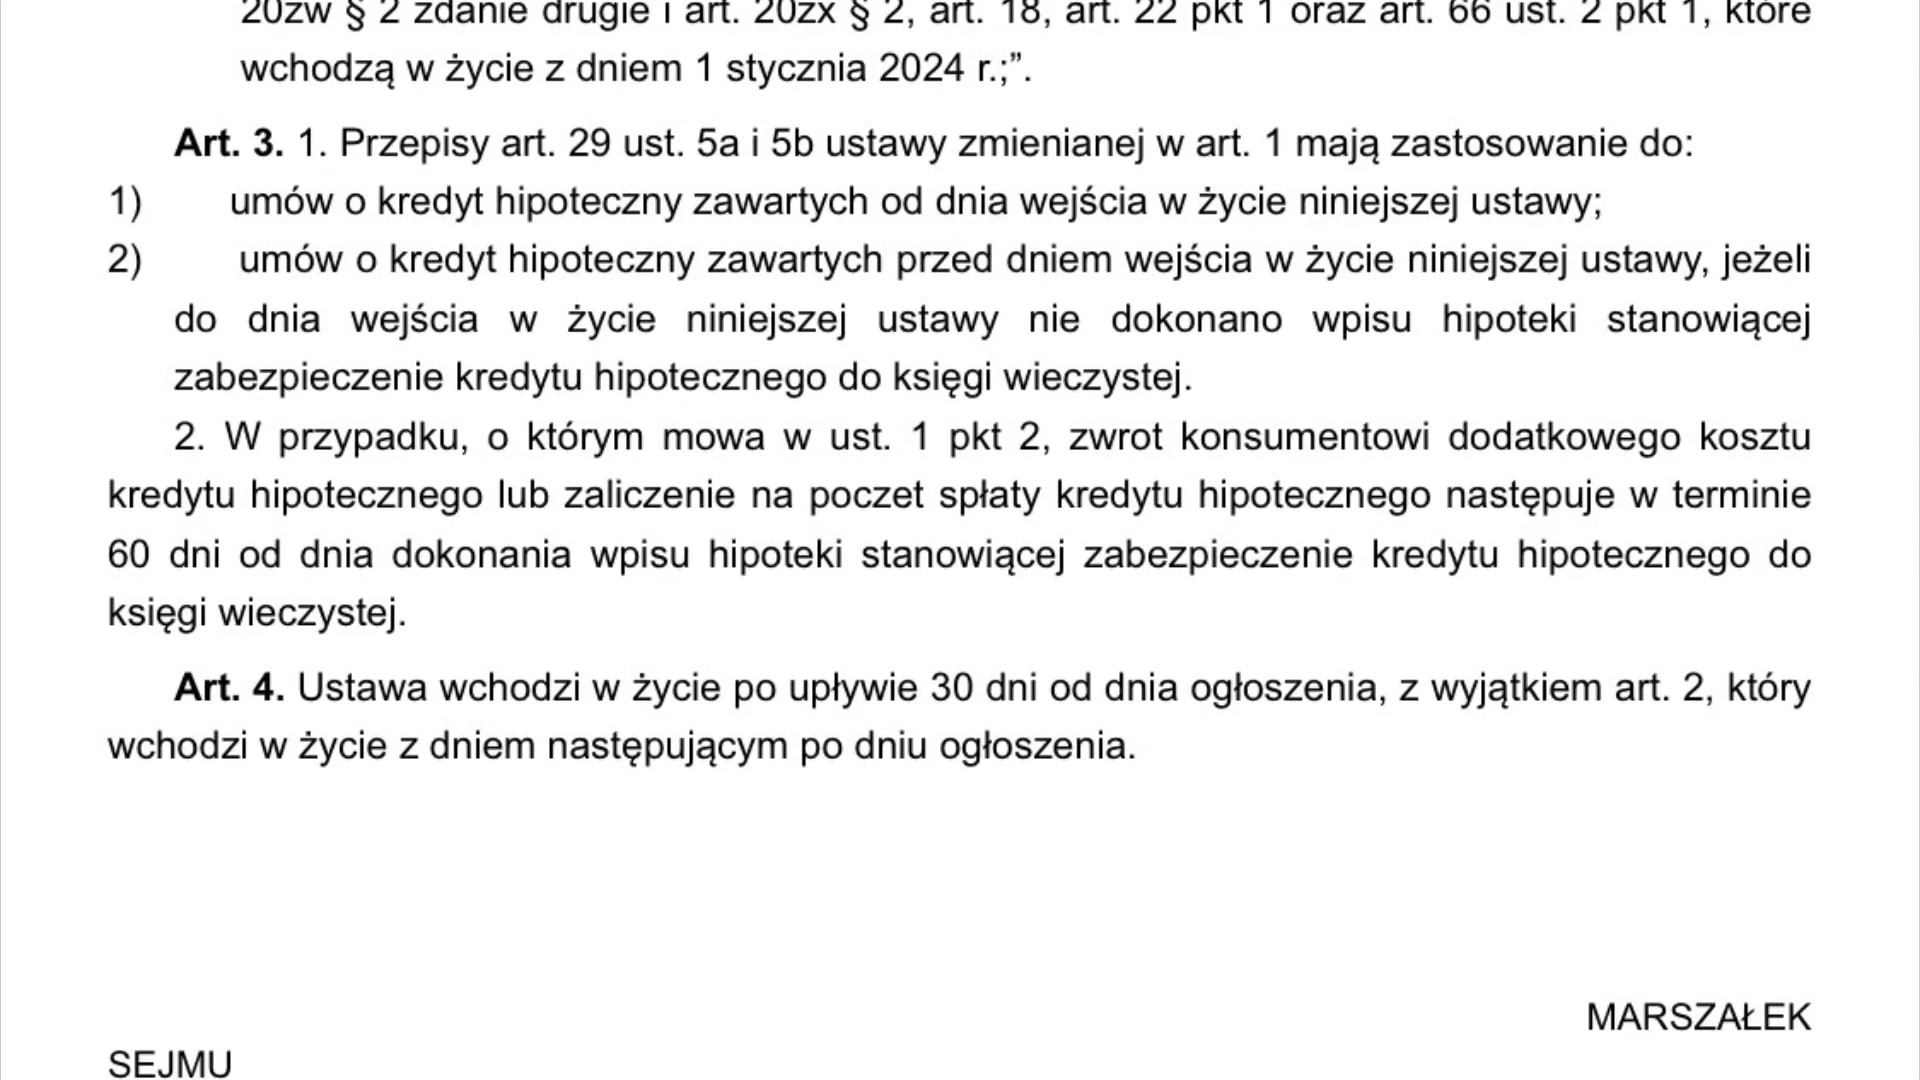 20zw § 2 zdanie drugie i art. 20zx § 2, art. 18, art. 22 pkt 1 oraz art. 66 ust. 2 pkt 1, które
wchodzą w życie z dniem 1 stycznia 2024 r.;”.
Art. 3. 1. Przepisy art. 29 ust. 5a i 5b ustawy zmienianej w art. 1 mają zastosowanie do:
1) umów o kredyt hipoteczny zawartych od dnia wejścia w życie niniejszej ustawy;
2) umów o kredyt hipoteczny zawartych przed dniem wejścia w życie niniejszej ustawy, jeżeli
do dnia wejścia w życie niniejszej ustawy nie dokonano wpisu hipoteki stanowiącej
zabezpieczenie kredytu hipotecznego do księgi wieczystej.
2. W przypadku, o którym mowa w ust. 1 pkt 2, zwrot konsumentowi dodatkowego kosztu
kredytu hipotecznego lub zaliczenie na poczet spłaty kredytu hipotecznego następuje w terminie
60 dni od dnia dokonania wpisu hipoteki stanowiącej zabezpieczenie kredytu hipotecznego do
księgi wieczystej.
Art. 4. Ustawa wchodzi w życie po upływie 30 dni od dnia ogłoszenia, z wyjątkiem art. 2, który
wchodzi w życie z dniem następującym po dniu ogłoszenia.
MARSZAŁEK
SEJMU